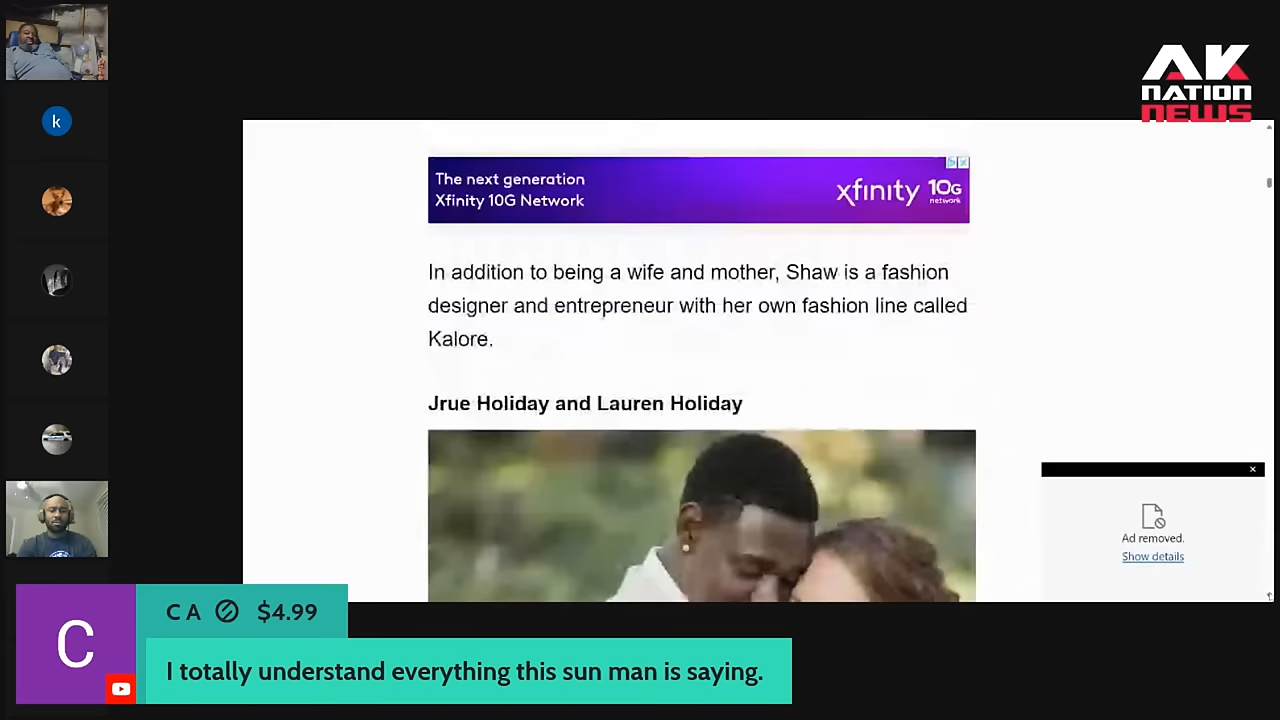 AK
NATION
NEWS
k
The next generation
Xfinity 10G Network
xfinity 10G
network
In addition to being a wife and mother, Shaw is a fashion
designer and entrepreneur with her own fashion line called
Kalore.
Jrue Holiday and Lauren Holiday
Ad removed.
Show details
C
C A $4.99
I totally understand everything this sun man is saying.